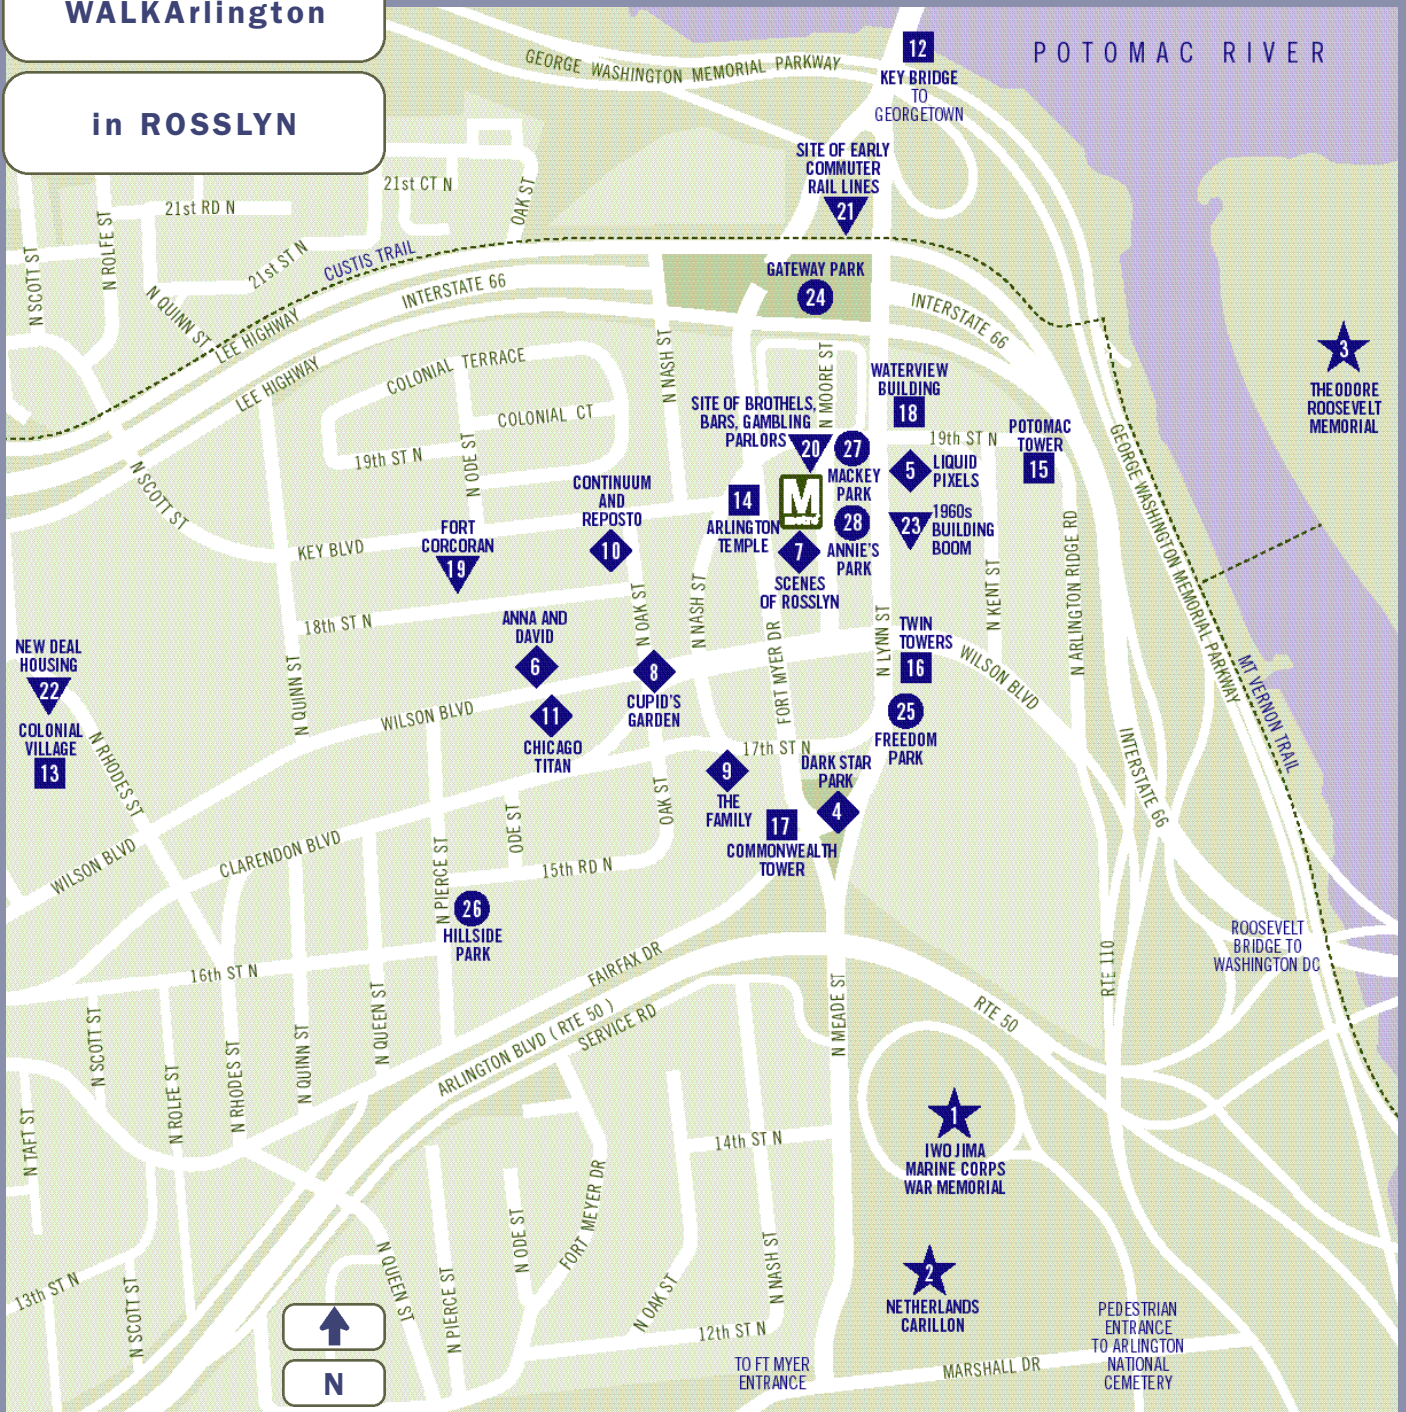 WALKArlington
in ROSSLYN
POTOMAC RIVER
GEORGE WASHINGTON MEMORIAL PARKWAY
12
KEY BRIDGE
TO
GEORGETOWN
SITE OF EARLY
COMMUTER
RAIL LINES
21
21st CT N
21st RD N
OAK ST
N SCOTT ST
N ROLFE ST
21st ST N
N QUINN ST
CUSTIS TRAIL
LEE HIGHWAY
INTERSTATE 66
LEE HIGHWAY
GATEWAY PARK
24
INTERSTATE 66
3
THEODORE
ROOSEVELT
MEMORIAL
COLONIAL TERRACE
COLONIAL CT
N NASH ST
N MOORE ST
WATERVIEW
BUILDING
18
SITE OF BROTHELS,
BARS, GAMBLING
PARLORS
20
27
MACKEY
PARK
19th ST N
POTOMAC
TOWER
15
5
LIQUID
PIXELS
19th ST N
N ODE ST
N SCOTT ST
CONTINUUM
AND
REPOSTO
10
14
ARLINGTON
TEMPLE
M
28
ANNIE'S
PARK
23
1960s
BUILDING
BOOM
7
SCENES
OF ROSSLYN
KEY BLVD
FORT
CORCORAN
19
GEORGE WASHINGTON MEMORIAL PARKWAY
N ARLINGTON RIDGE RD
N KENT ST
N OAK ST
N NASH ST
18th ST N
ANNA AND
DAVID
6
8
CUPID'S
GARDEN
FORT MYER DR
N LYNN ST
TWIN
TOWERS
16
WILSON BLVD
NEW DEAL
HOUSING
22
COLONIAL
VILLAGE
13
N QUINN ST
WILSON BLVD
11
CHICAGO
TITAN
25
FREEDOM
PARK
MT VERNON TRAIL
N RHODES ST
17th ST N
DARK STAR
PARK
4
9
THE
FAMILY
17
COMMONWEALTH
TOWER
INTERSTATE 66
OAK ST
ODE ST
WILSON BLVD
CLARENDON BLVD
N PIERCE ST
15th RD N
26
HILLSIDE
PARK
ROOSEVELT
BRIDGE TO
WASHINGTON DC
16th ST N
FAIRFAX DR
RTE 110
ARLINGTON BLVD ( RTE 50 )
SERVICE RD
N MEADE ST
RTE 50
N SCOTT ST
N ROLFE ST
N RHODES ST
N QUINN ST
N QUEEN ST
N TAFT ST
1
IWO JIMA
MARINE CORPS
WAR MEMORIAL
14th ST N
FORT MEYER DR
N ODE ST
N NASH ST
N OAK ST
2
NETHERLANDS
CARILLON
13th ST N
N SCOTT ST
N QUEEN ST
N PIERCE ST
12th ST N
PEDESTRIAN
ENTRANCE
TO ARLINGTON
NATIONAL
CEMETERY
TO FT MYER
ENTRANCE
MARSHALL DR
N